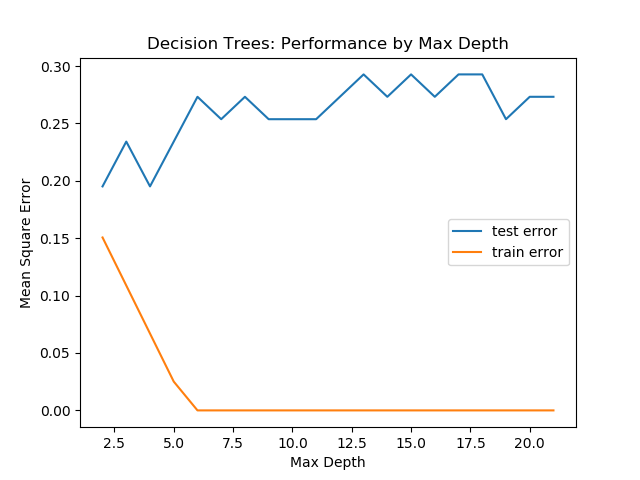 Decision Trees: Performance by Max Depth
Mean Square Error
0.30
0.25
0.20
0.15
0.10
0.05
0.00
test error
train error
2.5 5.0 7.5 10.0 12.5 15.0 17.5 20.0
Max Depth